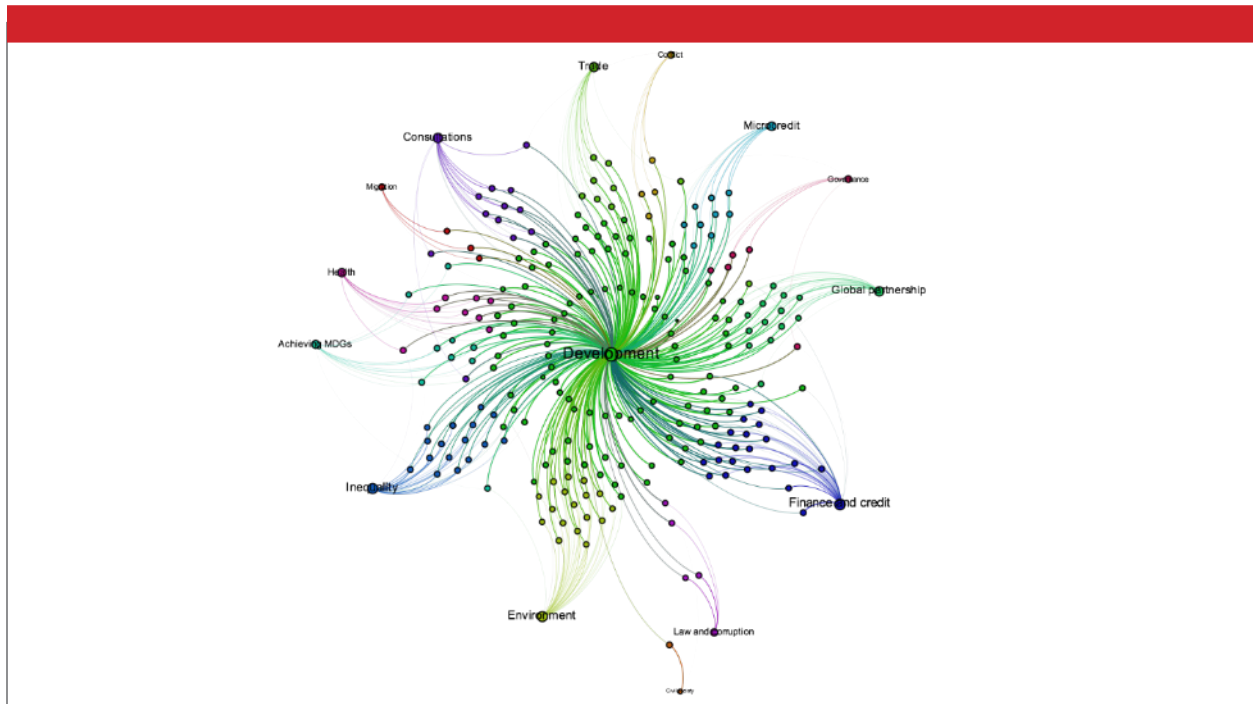 Conflict
Trade
Microcredit
Consultations
Governance
Migration
Health
Global partnership
Achieving MDGs
Development
Inequality
Finance and credit
Environment
Law and corruption